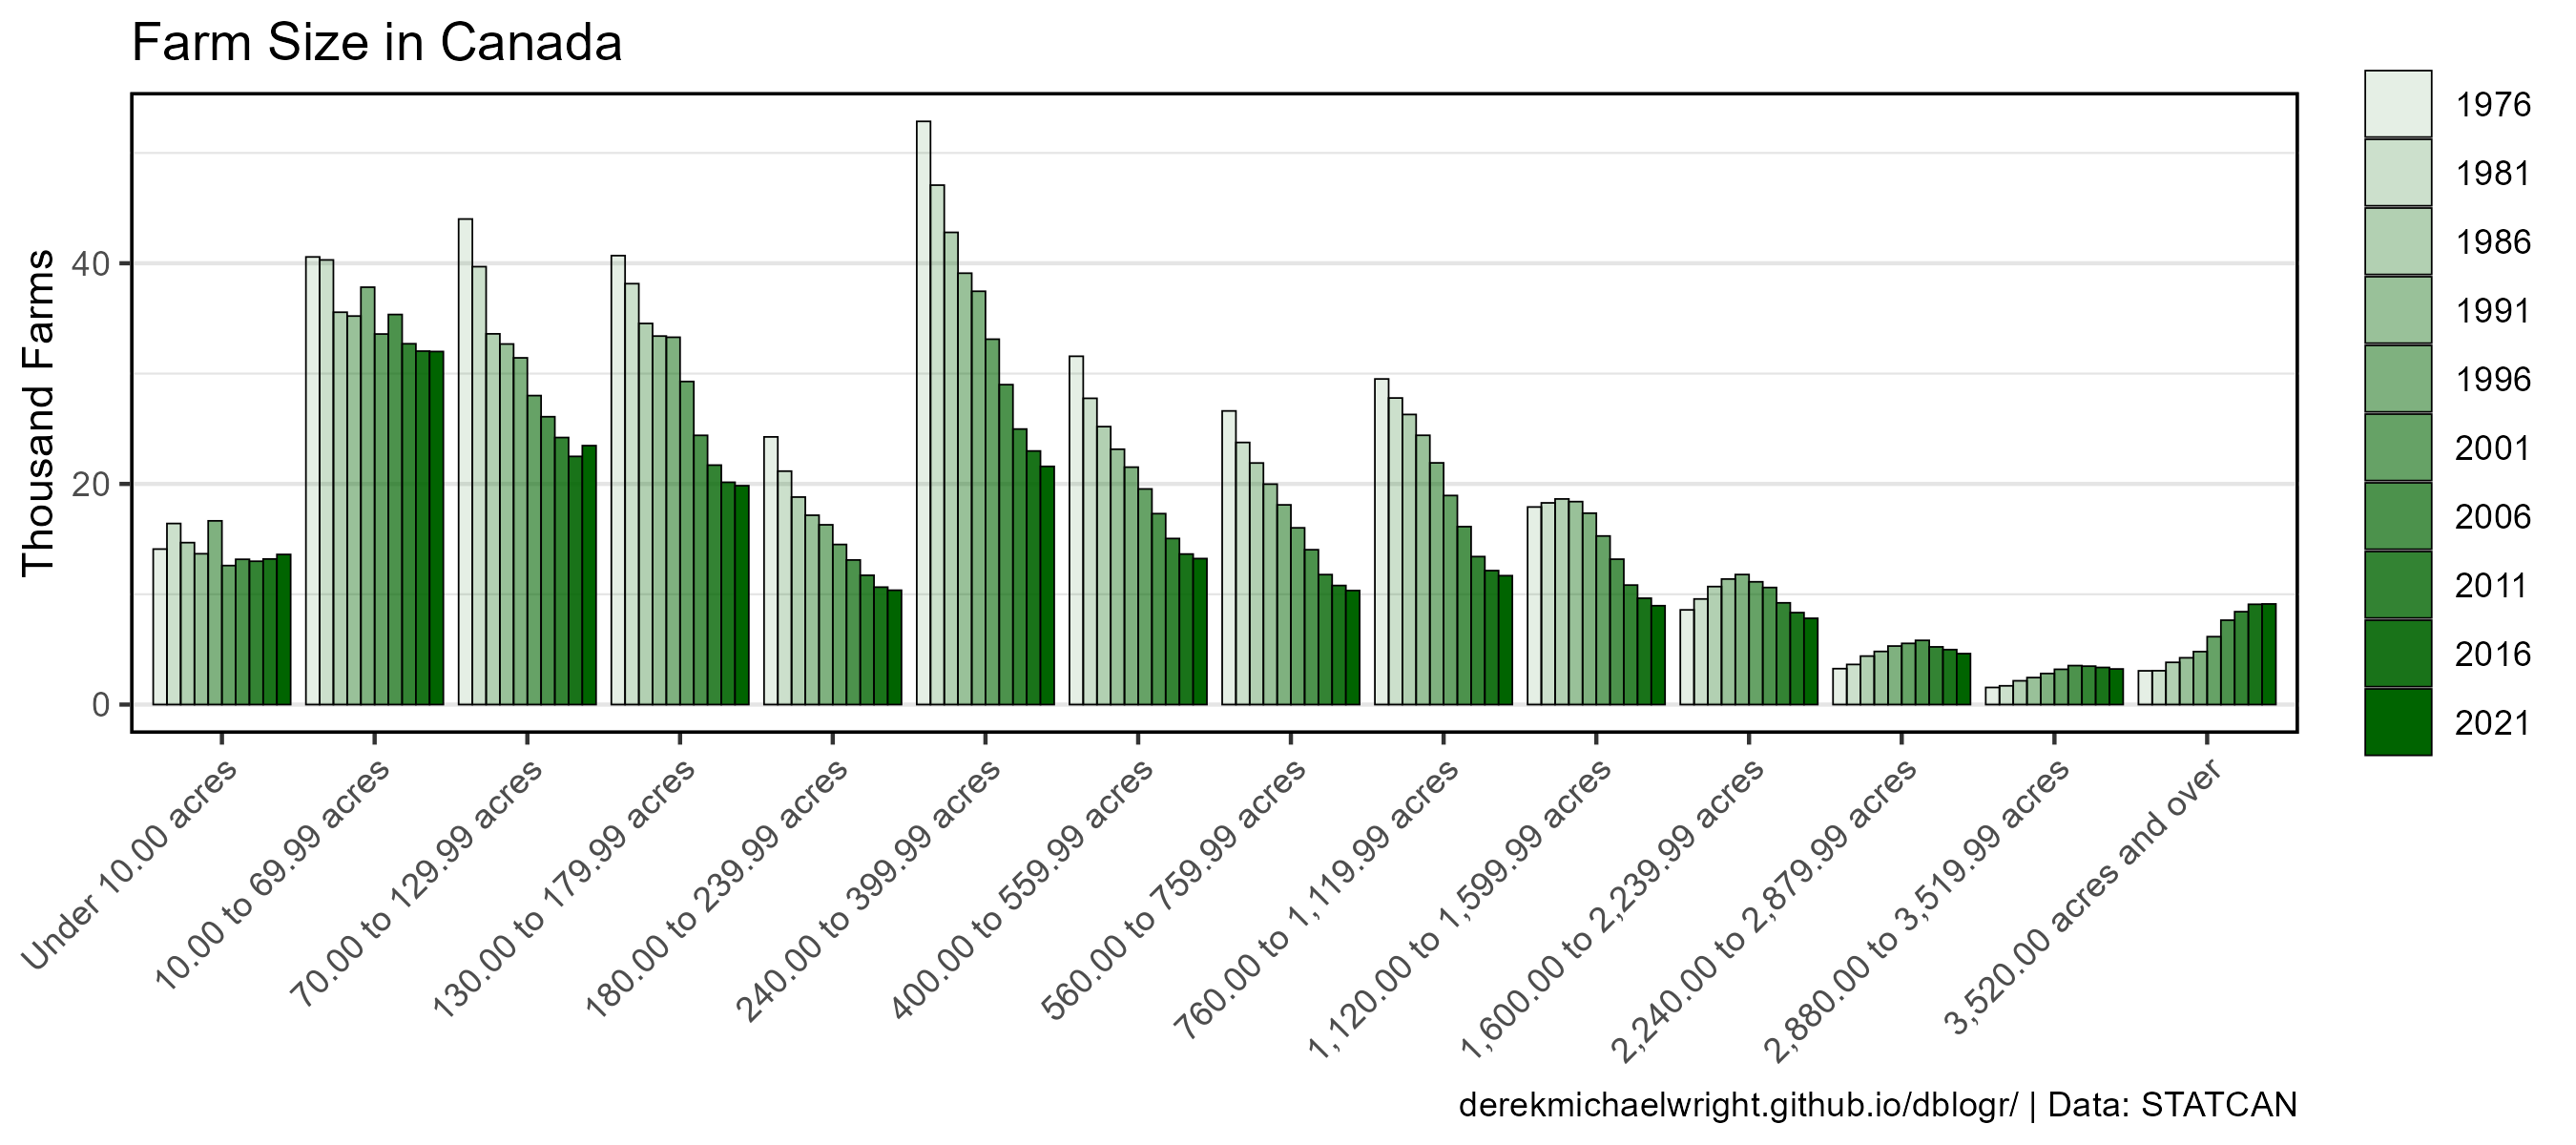 Farm Size in Canada
Thousand Farms
40
20
0
Under 10.00 acres
10.00 to 69.99 acres
70.00 to 129.99 acres
130.00 to 179.99 acres
180.00 to 239.999 acres
240.00 to 399.99 acres
400.00 to 559.99 acres
560.00 to 759.99 acres
760.00 to 1,119.99 acres
1,120.00 to 1,599.99 acres
1,600.00 to 2,239.99 acres
2,240.00 to 2,879.99 acres
2,880.00 to 3,519.99 acres
3,520.00 acres and over
1976
1981
1986
1991
1996
2001
2006
2011
2016
2021
derekmichaelwright.github.io/dblogr/ | Data: STATCAN